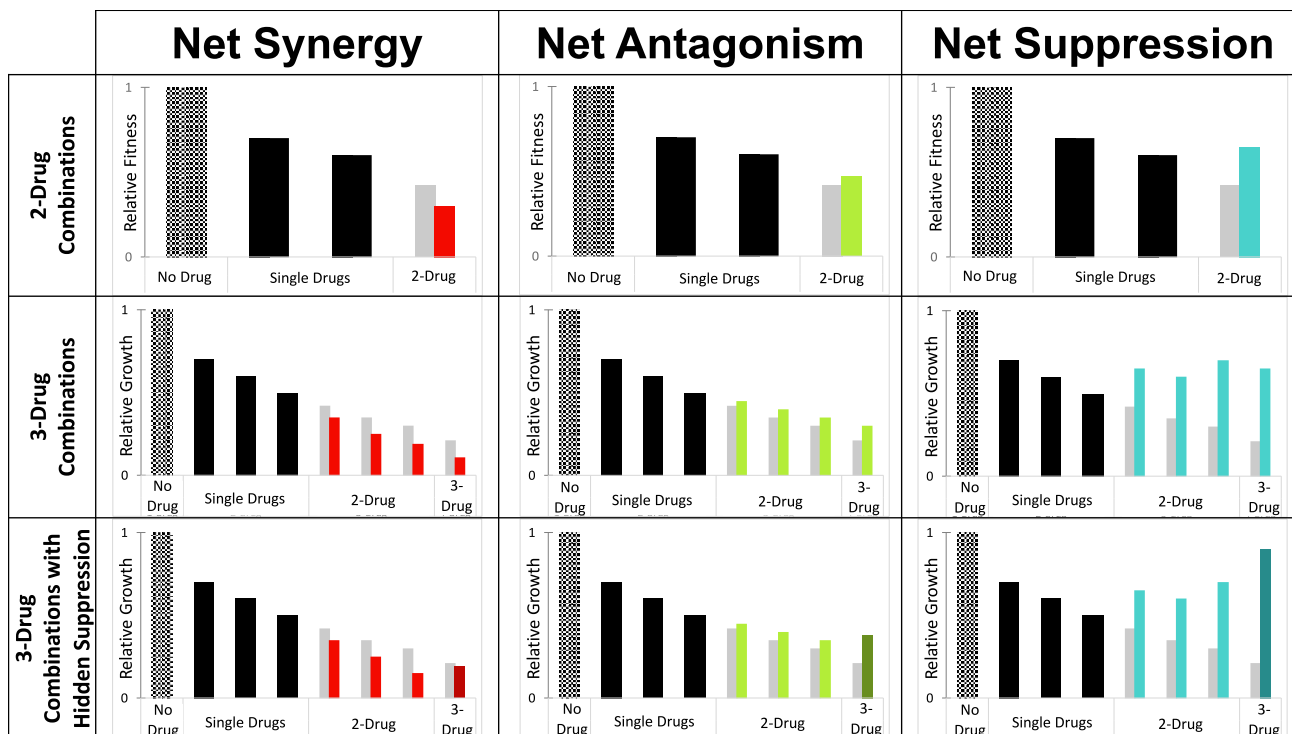 Net Synergy
Net Antagonism
Net Suppression
2-Drug
Combinations
Relative Fitness
1
0
No Drug
Single Drugs
2-Drug
Relative Fitness
1
0
No Drug
Single Drugs
2-Drug
Relative Fitness
1
0
No Drug
Single Drugs
2-Drug
3-Drug
Combinations
Relative Growth
1
0
No
Drug
Single Drugs
2-Drug
3-
Drug
Relative Growth
1
0
No
Drug
Single Drugs
2-Drug
3-
Drug
Relative Growth
1
0
No
Drug
Single Drugs
2-Drug
3-
Drug
3-Drug
Combinations with
Hidden Suppression
Relative Growth
1
0
No
Drug
Single Drugs
2-Drug
3-
Drug
Relative Growth
1
0
No
Drug
Single Drugs
2-Drug
3-
Drug
Relative Growth
1
0
No
Drug
Single Drugs
2-Drug
3-
Drug